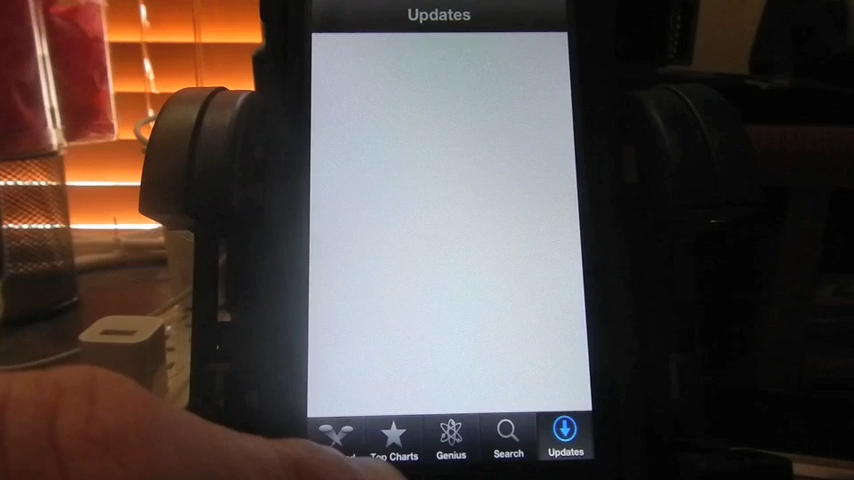 Updates
Top Charts
Genius
Search
Updates